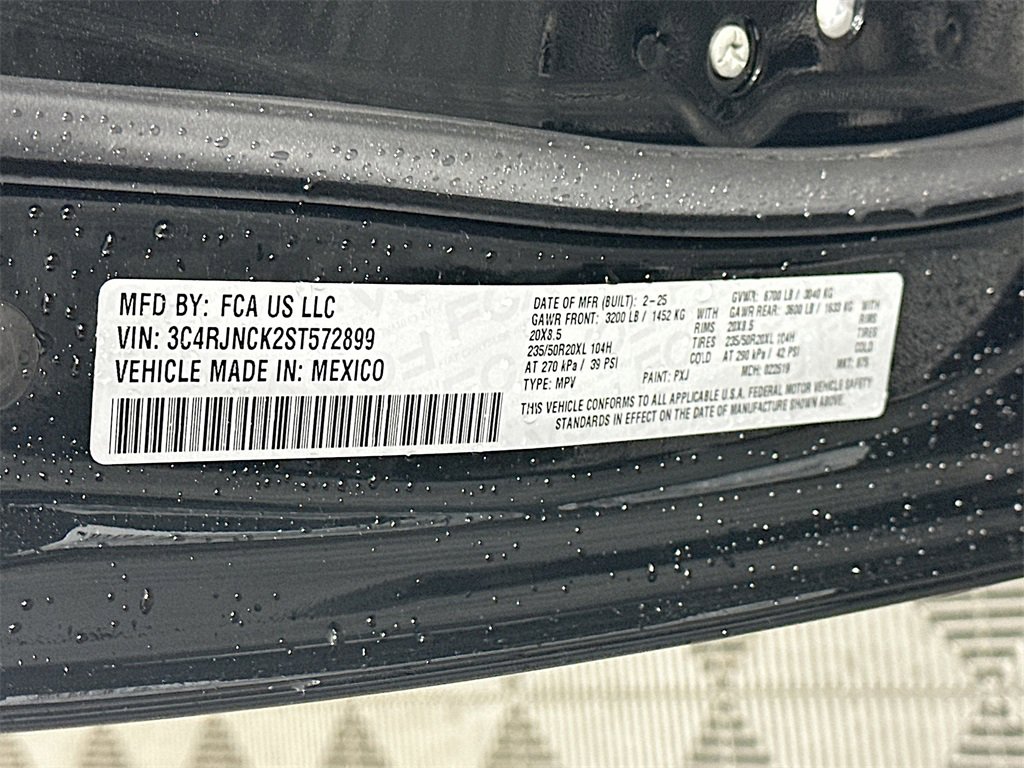 MFD BY: FCA US LLC
VIN: 3C4RJNCK2ST572899
VEHICLE MADE IN: MEXICO
DATE OF MFR (BUILT): 2-25 GVWR: 6700 LB / 3040 KG
GAWR FRONT: 3200 LB / 1452 KG WITH GAWR REAR: 3600 LB / 1633 KG WITH
20X8.5 RIMS 20X8.5 RIMS
235/50R20XL 104H TIRES 235/50R20XL 104H TIRES
AT 270 kPa / 39 PSI COLD AT 290 kPa / 42 PSI COLD
TYPE: MPV PAINT: PXJ MCH: 022619 MKT:
THIS VEHICLE CONFORMS TO ALL APPLICABLE U.S.A. FEDERAL MOTOR VEHICLE SAFETY
STANDARDS IN EFFECT ON THE DATE OF MANUFACTURE SHOWN ABOVE.